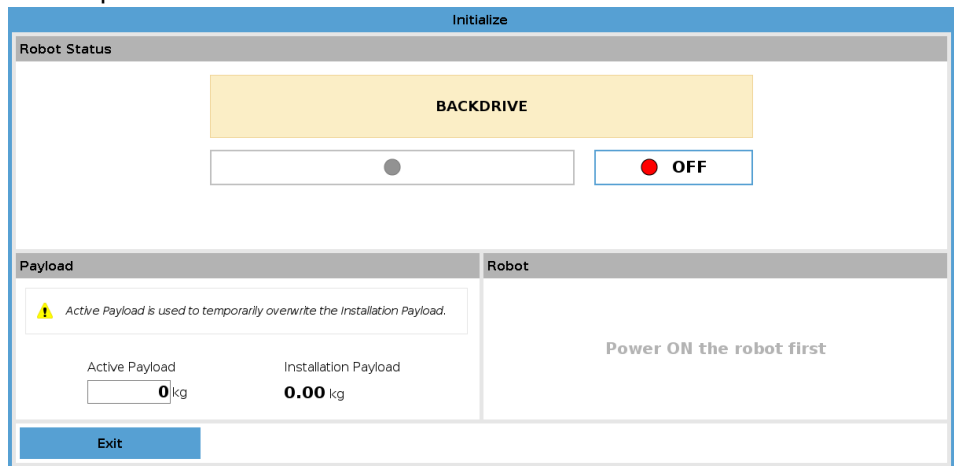 Initialize
Robot Status
BACKDRIVE
OFF
Payload
Robot
Active Payload is used to temporarily overwrite the Installation Payload.
Power ON the robot first
Active Payload Installation Payload
0 kg 0.00 kg
Exit